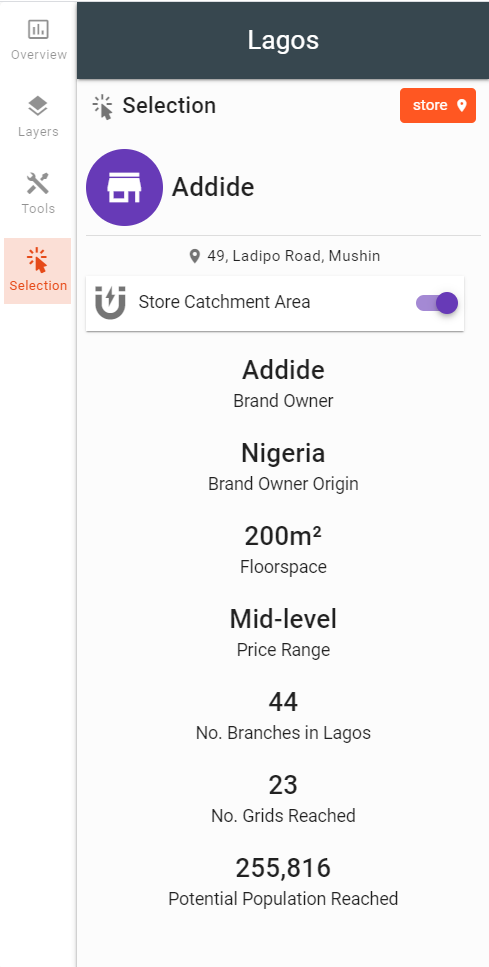 Lagos
Overview
Layers
Tools
Selection
Selection
store
Addide
49, Ladipo Road, Mushin
Store Catchment Area
Addide
Brand Owner
Nigeria
Brand Owner Origin
200m²
Floorspace
Mid-level
Price Range
44
No. Branches in Lagos
23
No. Grids Reached
255,816
Potential Population Reached